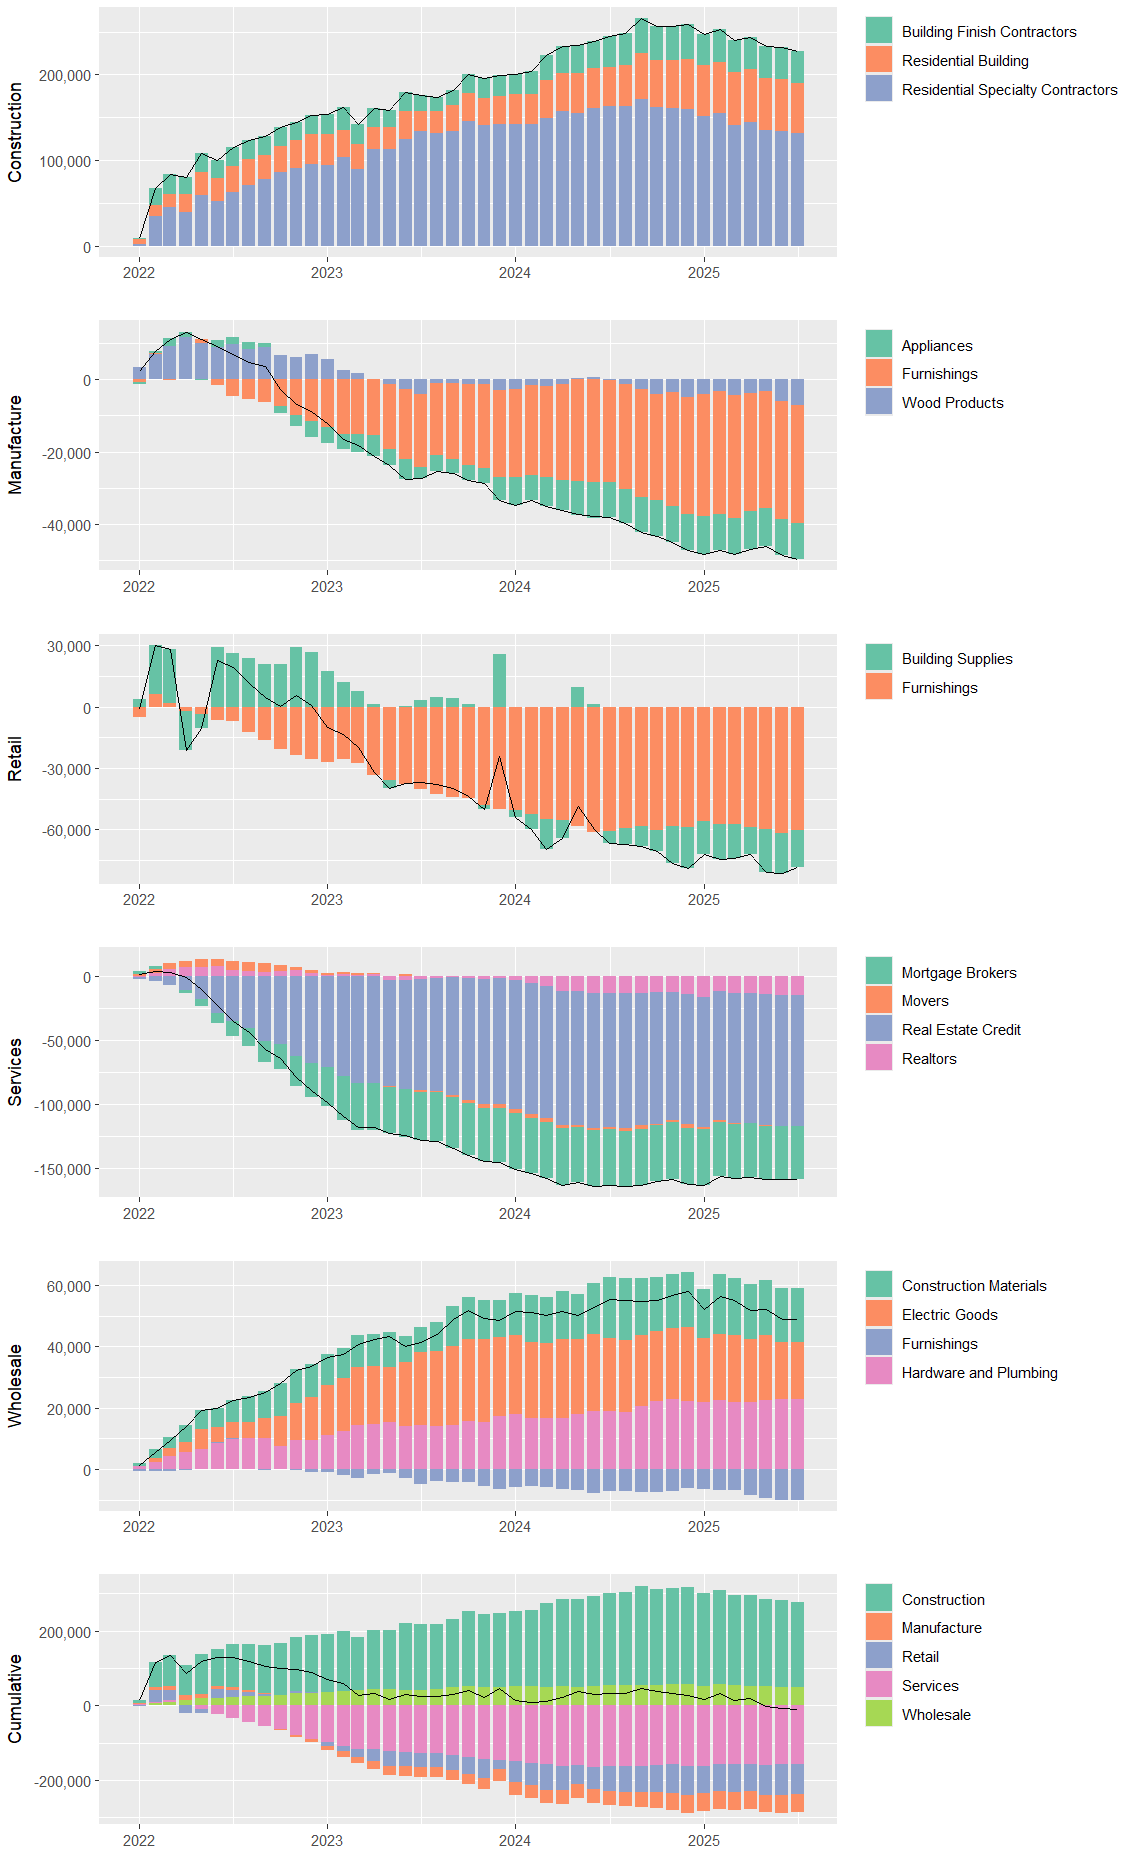 Construction
200,000
100,000
0
2022
2023
2024
2025
Building Finish Contractors
Residential Building
Residential Specialty Contractors
Manufacture
0
-20,000
-40,000
2022
2023
2024
2025
Appliances
Furnishings
Wood Products
Retail
30,000
0
-30,000
-60,000
2022
2023
2024
2025
Building Supplies
Furnishings
Services
0
-50,000
-100,000
-150,000
2022
2023
2024
2025
Mortgage Brokers
Movers
Real Estate Credit
Realtors
Wholesale
60,000
40,000
20,000
0
2022
2023
2024
2025
Construction Materials
Electric Goods
Furnishings
Hardware and Plumbing
Cumulative
200,000
0
-200,000
2022
2023
2024
2025
Construction
Manufacture
Retail
Services
Wholesale